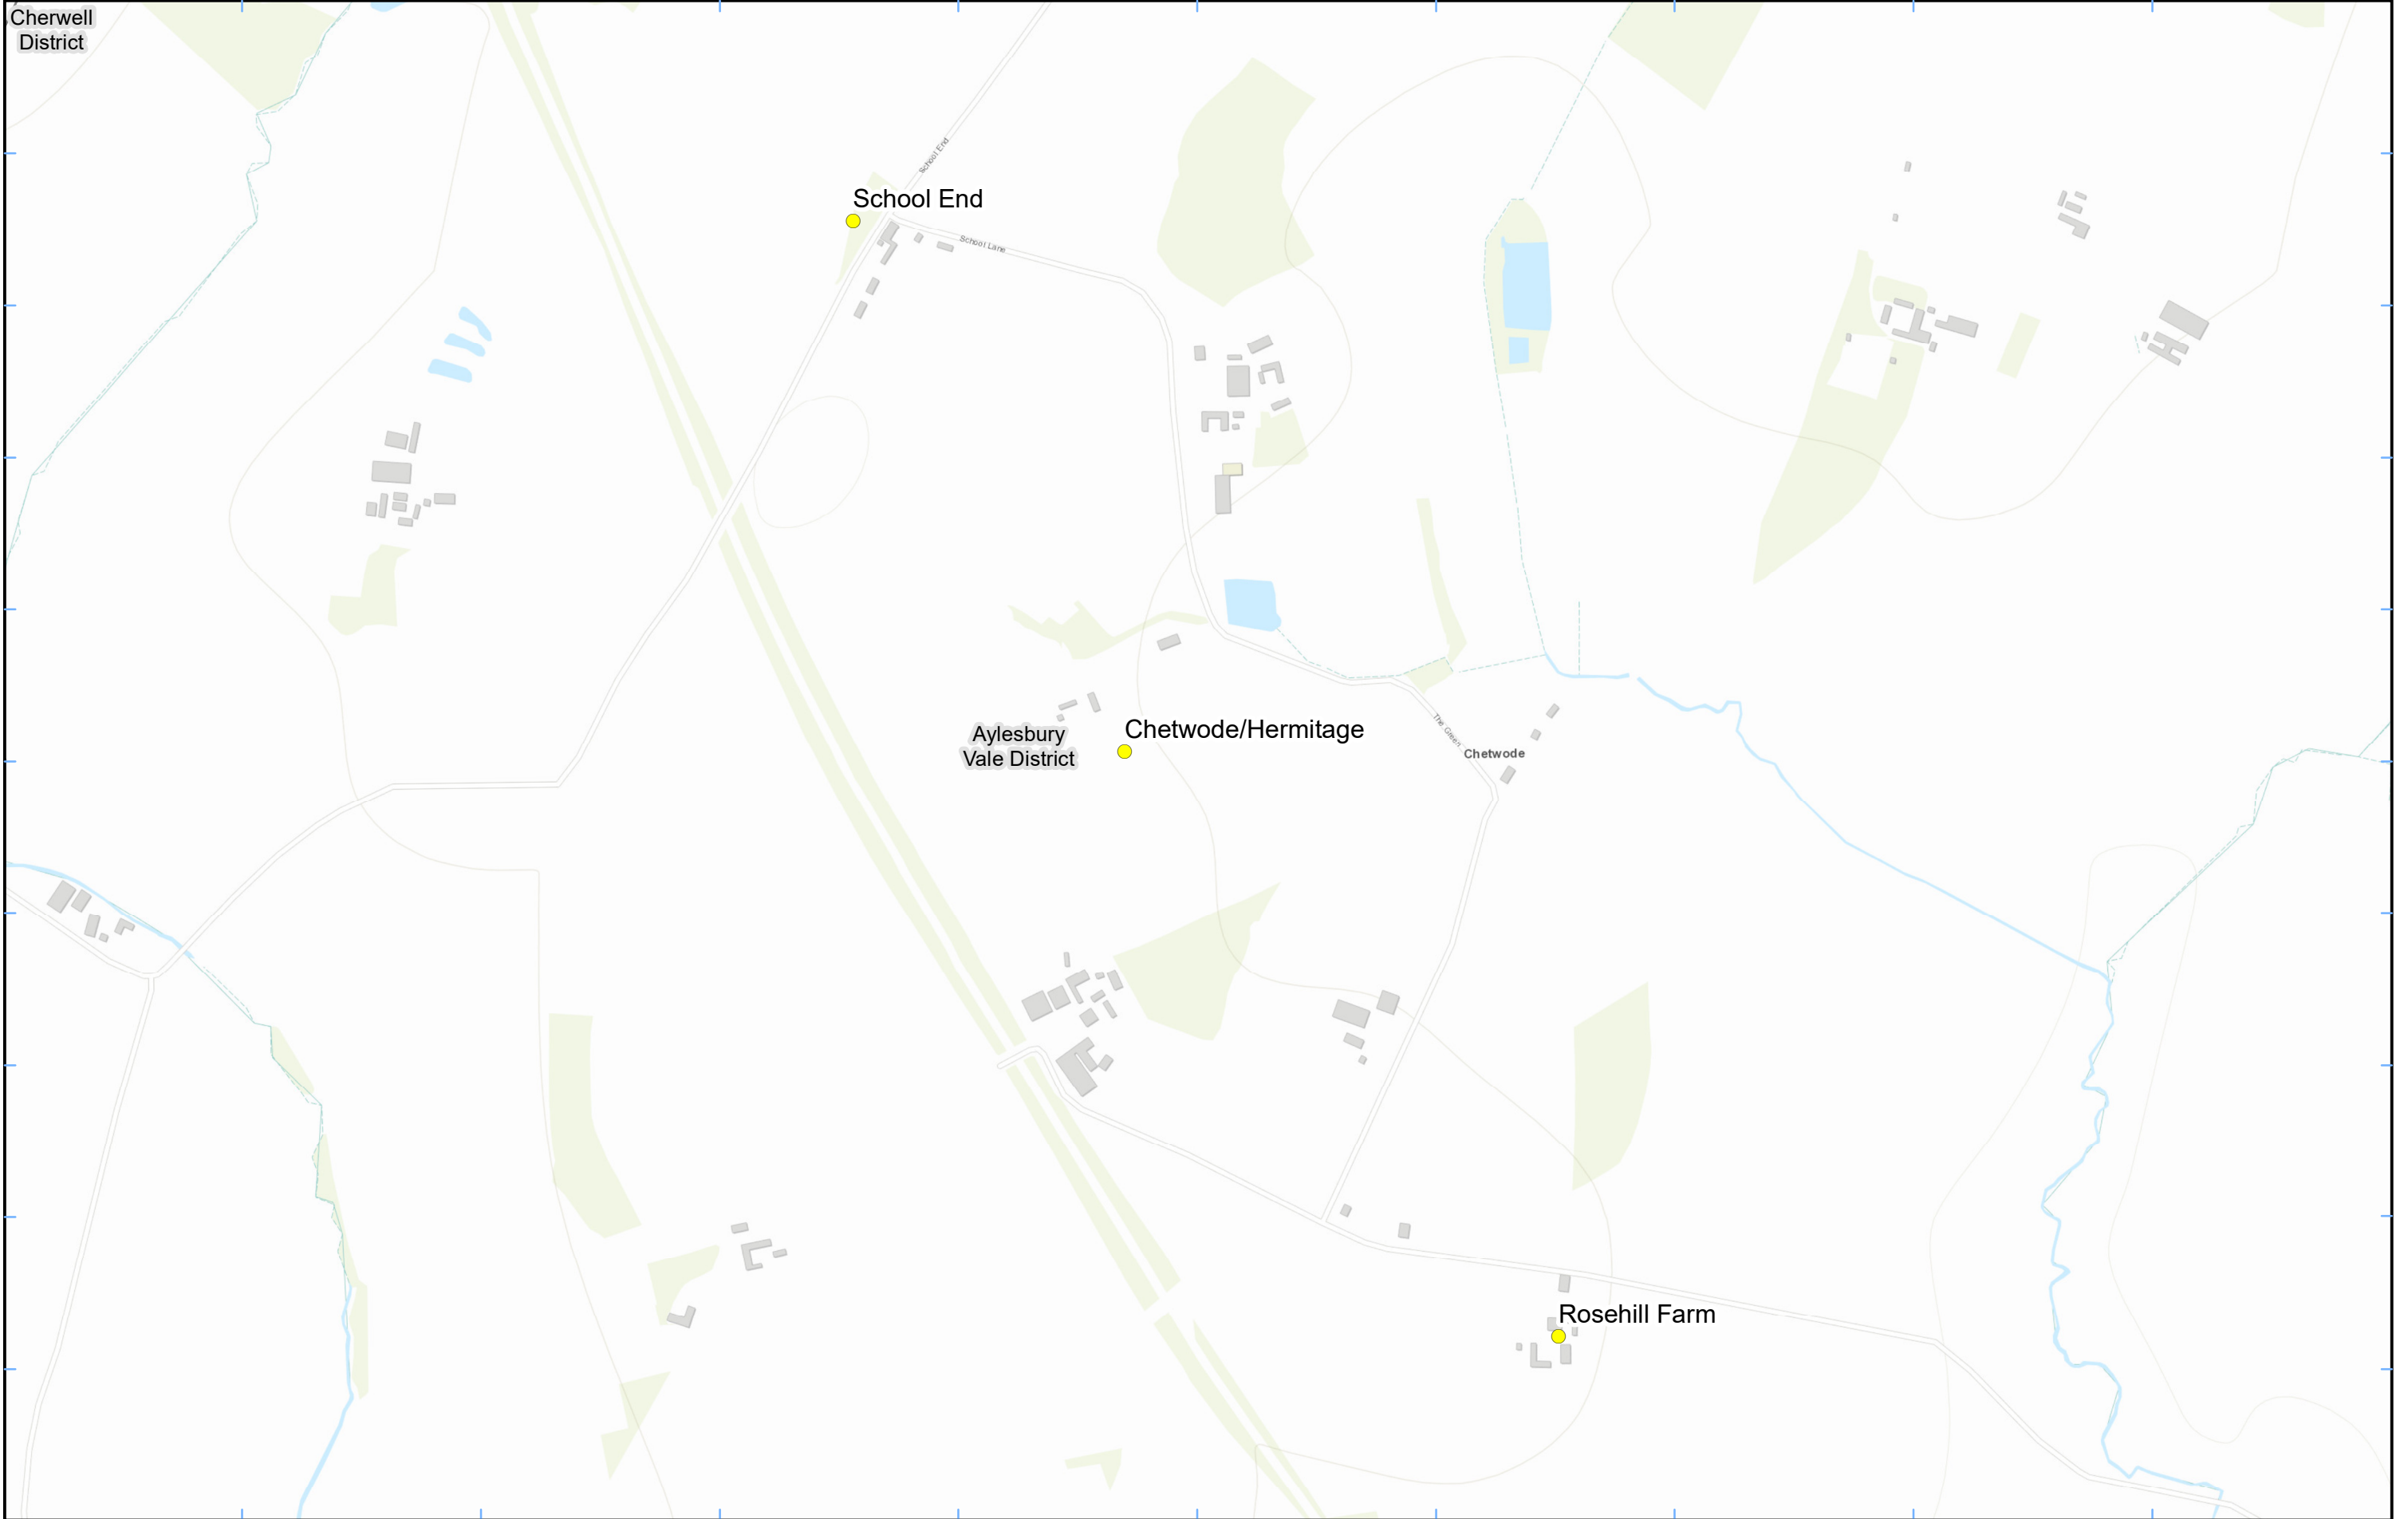 Cherwell
District
School End
School End
School Lane
Aylesbury
Vale District
Chetwode/Hermitage
The Green
Chetwode
Rosehill Farm